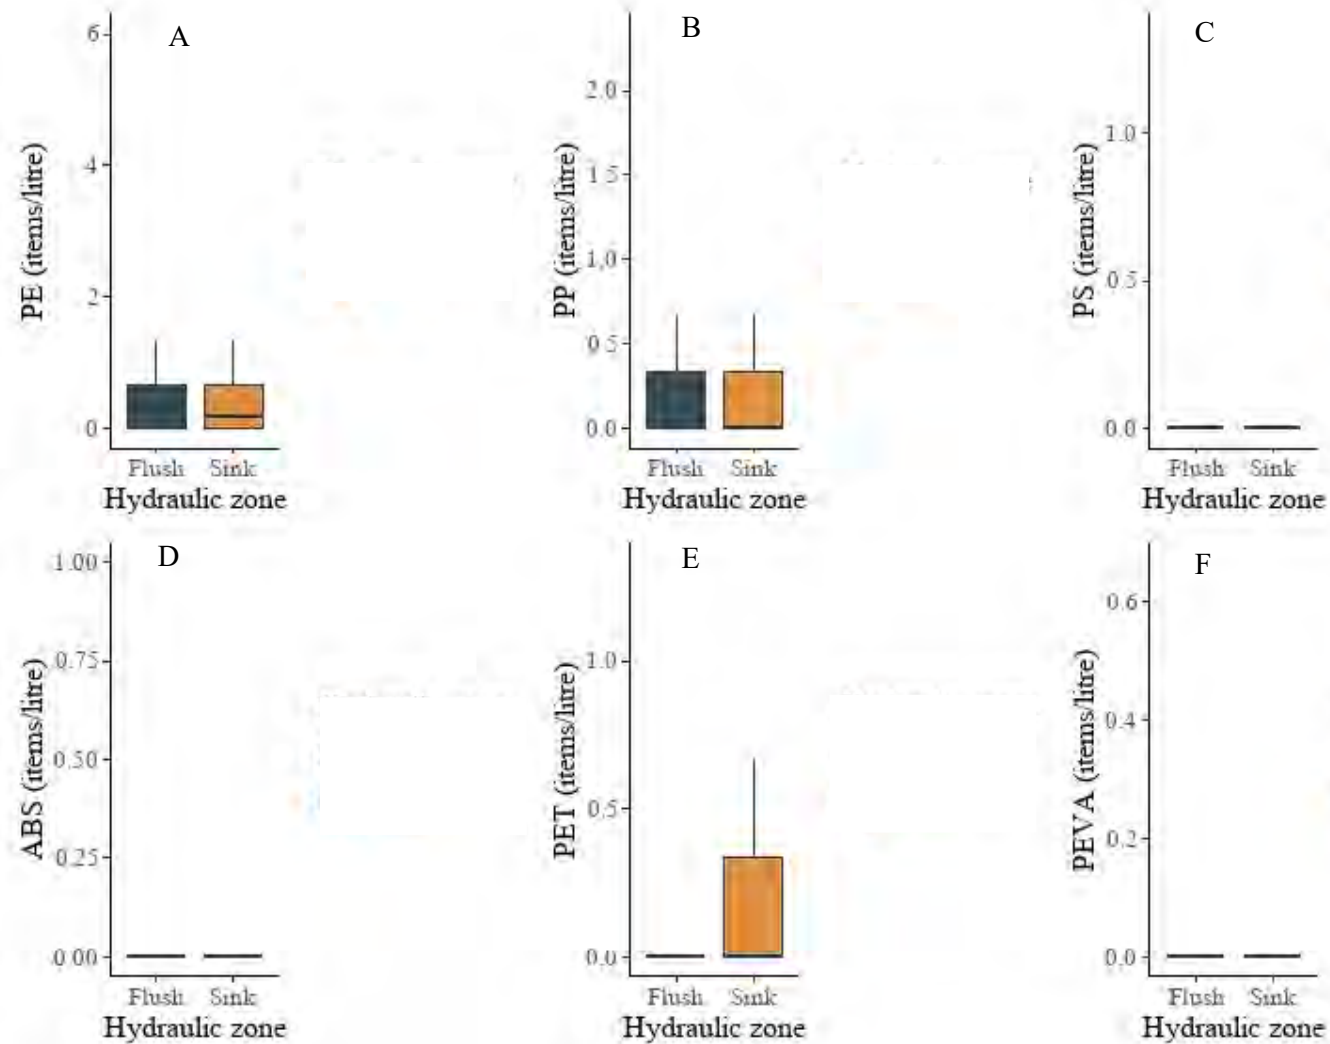 A
PE (items/litre)
6
4
2
0
Flush Sink
Hydraulic zone
B
PP (items/litre)
2.0
1.5
1.0
0.5
0.0
Flush Sink
Hydraulic zone
C
PS (items/litre)
1.0
0.5
0.0
Flush Sink
Hydraulic zone
D
ABS (items/litre)
1.00
0.75
0.50
0.25
0.00
Flush Sink
Hydraulic zone
E
PET (items/litre)
1.0
0.5
0.0
Flush Sink
Hydraulic zone
F
PEVA (items/litre)
0.6
0.4
0.2
0.0
Flush Sink
Hydraulic zone